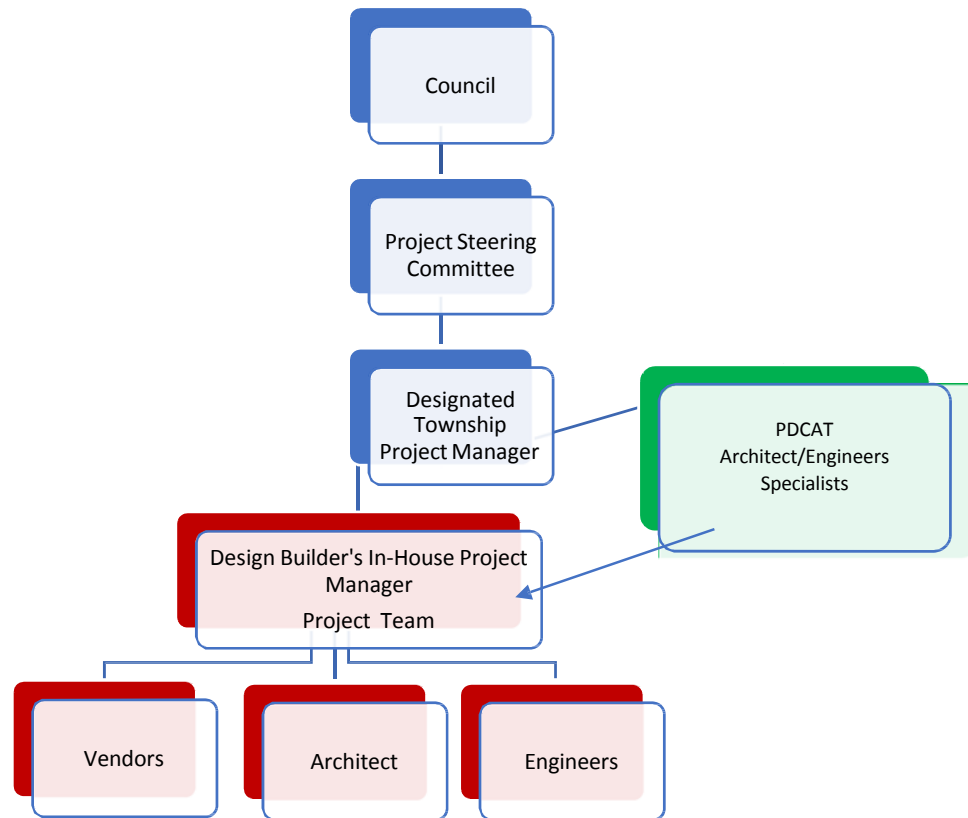 Council
Project Steering
Committee
Designated
Township
Project Manager
PDCAT
Architect/Engineers
Specialists
Design Builder's In-House Project
Manager
Project Team
Vendors
Architect
Engineers